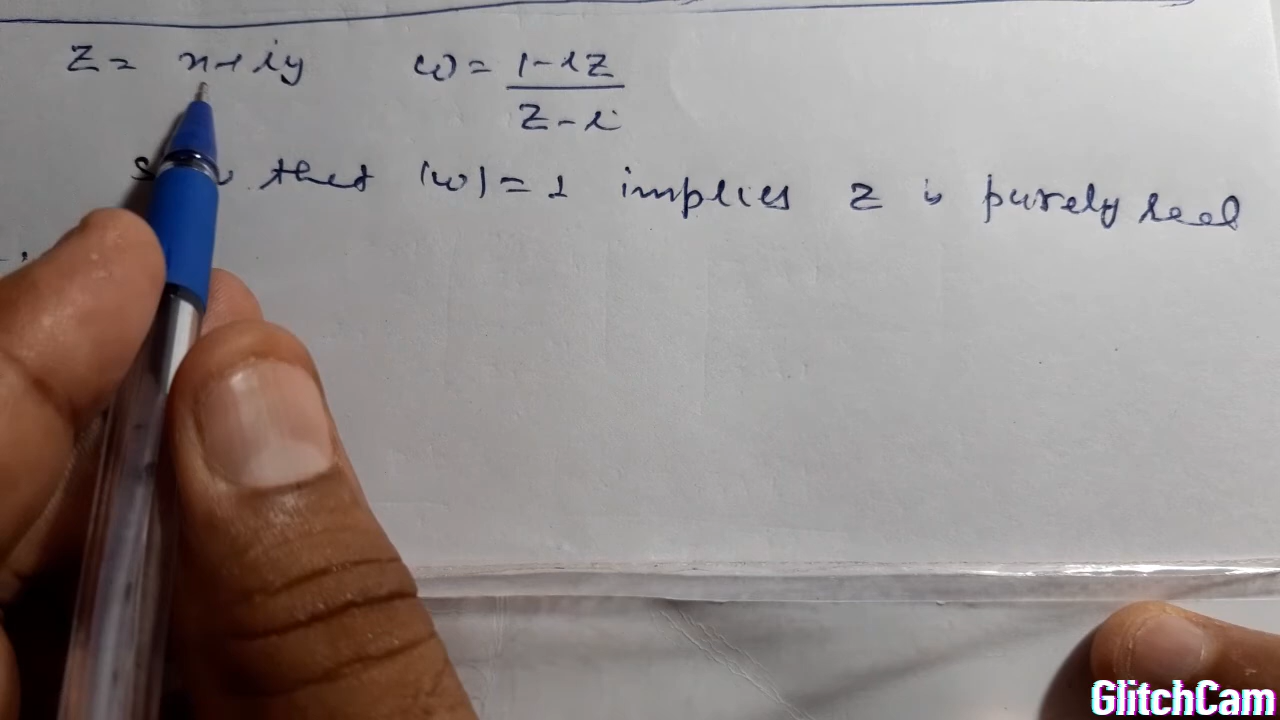 z = x + iy    ω = 1 - iz / z - i
that |ω| = 1 implies z is purely real
GlitchCam